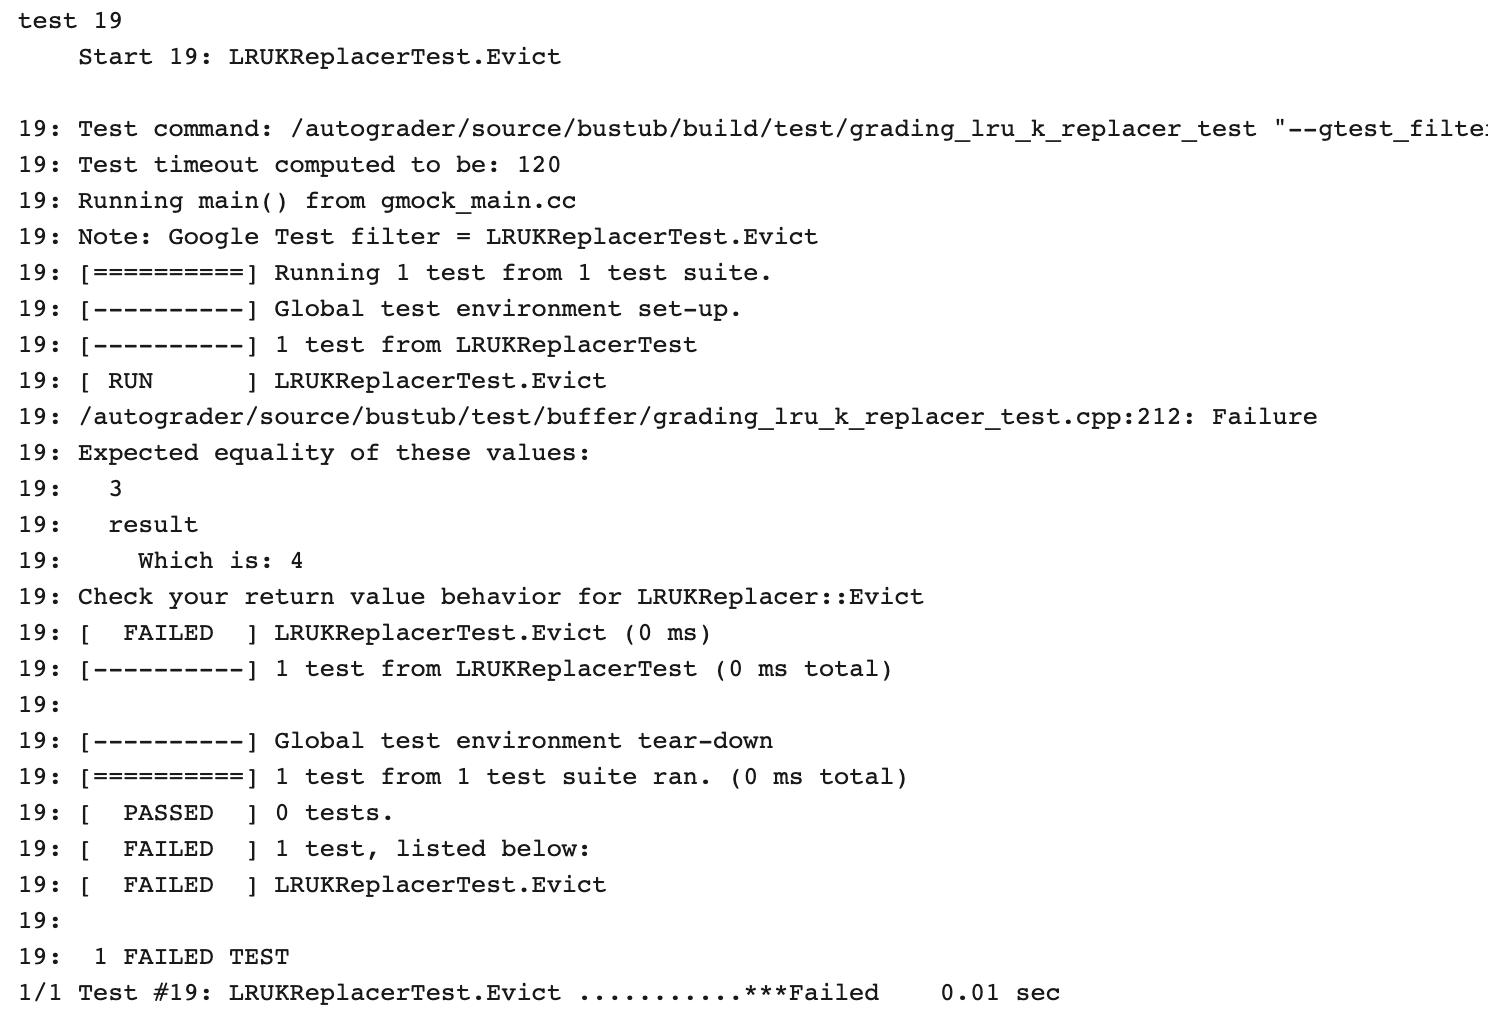 test 19
    Start 19: LRUKReplacerTest.Evict

19: Test command: /autograder/source/bustub/build/test/grading_lru_k_replacer_test "--gtest_filter
19: Test timeout computed to be: 120
19: Running main() from gmock_main.cc
19: Note: Google Test filter = LRUKReplacerTest.Evict
19: [==========] Running 1 test from 1 test suite.
19: [----------] Global test environment set-up.
19: [----------] 1 test from LRUKReplacerTest
19: [ RUN      ] LRUKReplacerTest.Evict
19: /autograder/source/bustub/test/buffer/grading_lru_k_replacer_test.cpp:212: Failure
19: Expected equality of these values:
19:   3
19:   result
19:     Which is: 4
19: Check your return value behavior for LRUKReplacer::Evict
19: [  FAILED  ] LRUKReplacerTest.Evict (0 ms)
19: [----------] 1 test from LRUKReplacerTest (0 ms total)
19:
19: [----------] Global test environment tear-down
19: [==========] 1 test from 1 test suite ran. (0 ms total)
19: [  PASSED  ] 0 tests.
19: [  FAILED  ] 1 test, listed below:
19: [  FAILED  ] LRUKReplacerTest.Evict
19:
19:  1 FAILED TEST
1/1 Test #19: LRUKReplacerTest.Evict ...........***Failed    0.01 sec